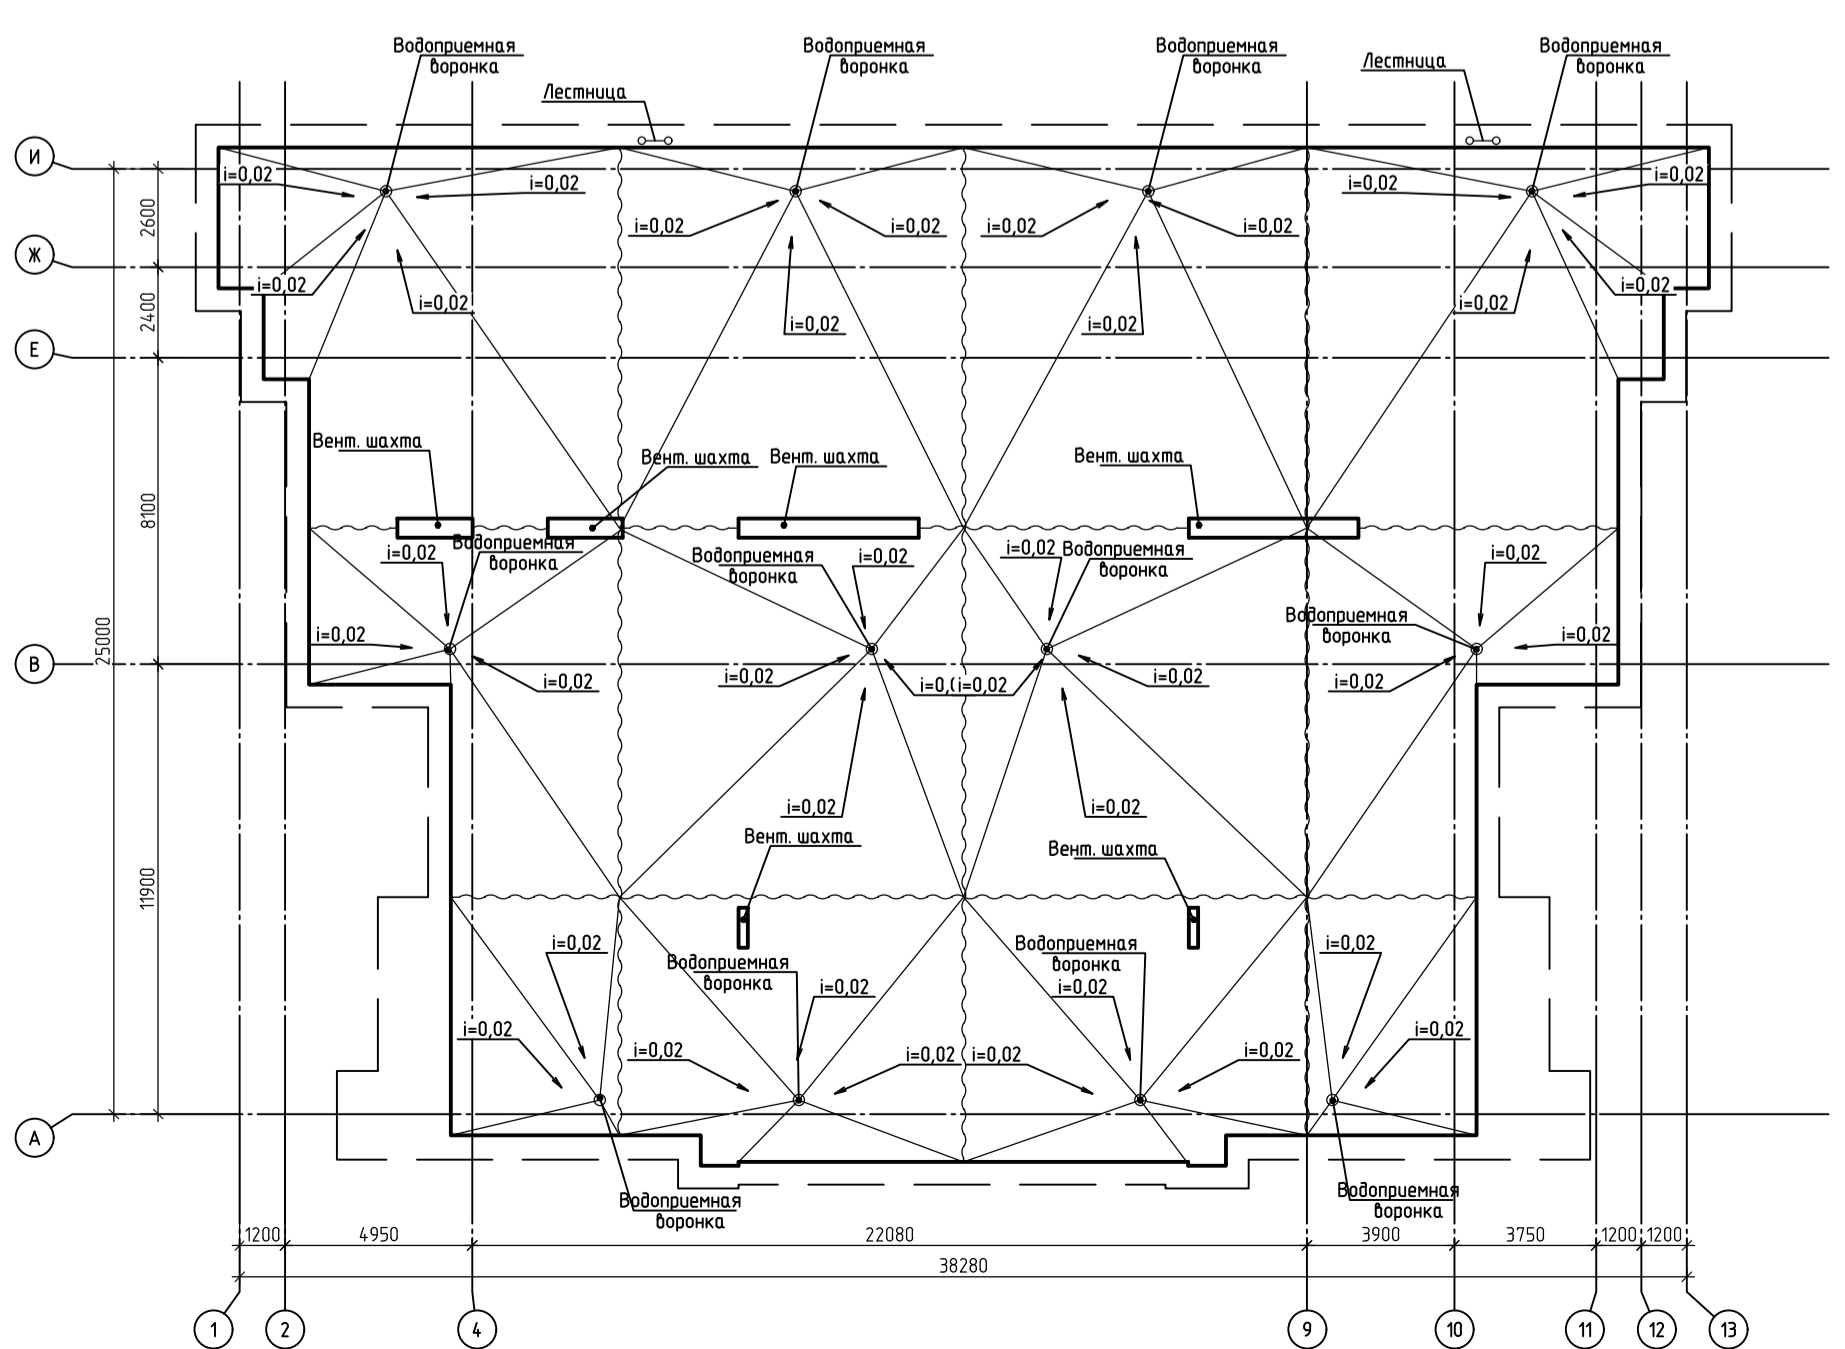 Водоприемная
воронка
Водоприемная
воронка
Водоприемная
воронка
Водоприемная
воронка
Лестница
Лестница
И
i=0,02
i=0,02
i=0,02
i=0,02
2600
i=0,02
i=0,02
i=0,02
i=0,02
Ж
i=0,02
i=0,02
i=0,02
i=0,02
i=0,02
i=0,02
i=0,02
i=0,02
2400
Е
Вент. шахта
Вент. шахта
Вент. шахта
Вент. шахта
8100
i=0,02
Водоприемная
воронка
Водоприемная
воронка
i=0,02
i=0,02
Водоприемная
воронка
i=0,02
25000
i=0,02
Водоприемная
воронка
i=0,02
В
i=0,02
i=0,02
i=0,0
i=0,02
i=0,02
i=0,02
i=0,02
i=0,02
Вент. шахта
Вент. шахта
11900
i=0,02
Водоприемная
воронка
i=0,02
Водоприемная
воронка
i=0,02
i=0,02
i=0,02
i=0,02
i=0,02
i=0,02
i=0,02
i=0,02
i=0,02
А
Водоприемная
воронка
Водоприемная
воронка
1200
4950
22080
3900
3750
1200
1200
38280
1
2
4
9
10
11
12
13